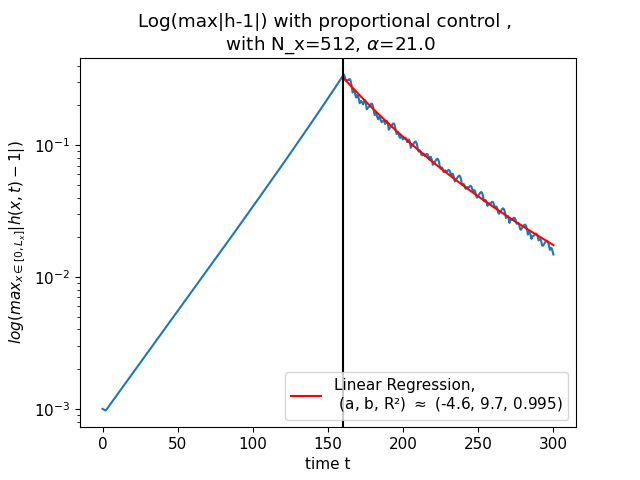 Log(max|h-1|) with proportional control ,
with N_x=512, α=21.0
log(max_{x∈[0,L_x]}|h(x,t) − 1|)
10⁻¹
10⁻²
10⁻³
Linear Regression,
(a, b, R²) ≈ (-4.6, 9.7, 0.995)
0 50 100 150 200 250 300
time t